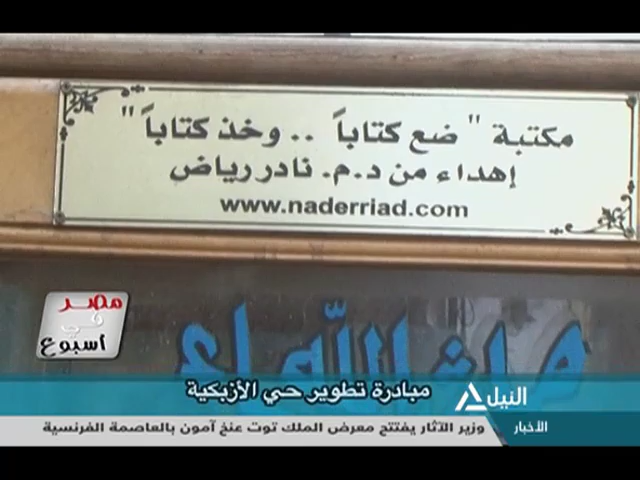 مكتبة " ضع كتاباً .. وخذ كتاباً "
إهداء من د.م. نادر رياض
www.naderriad.com
مصر
في
أسبوع
الله
مبادرة تطوير حي الأزبكية
النيل
الأخبار
وزير الآثار يفتتح معرض الملك توت عنخ آمون بالعاصمة الفرنسية